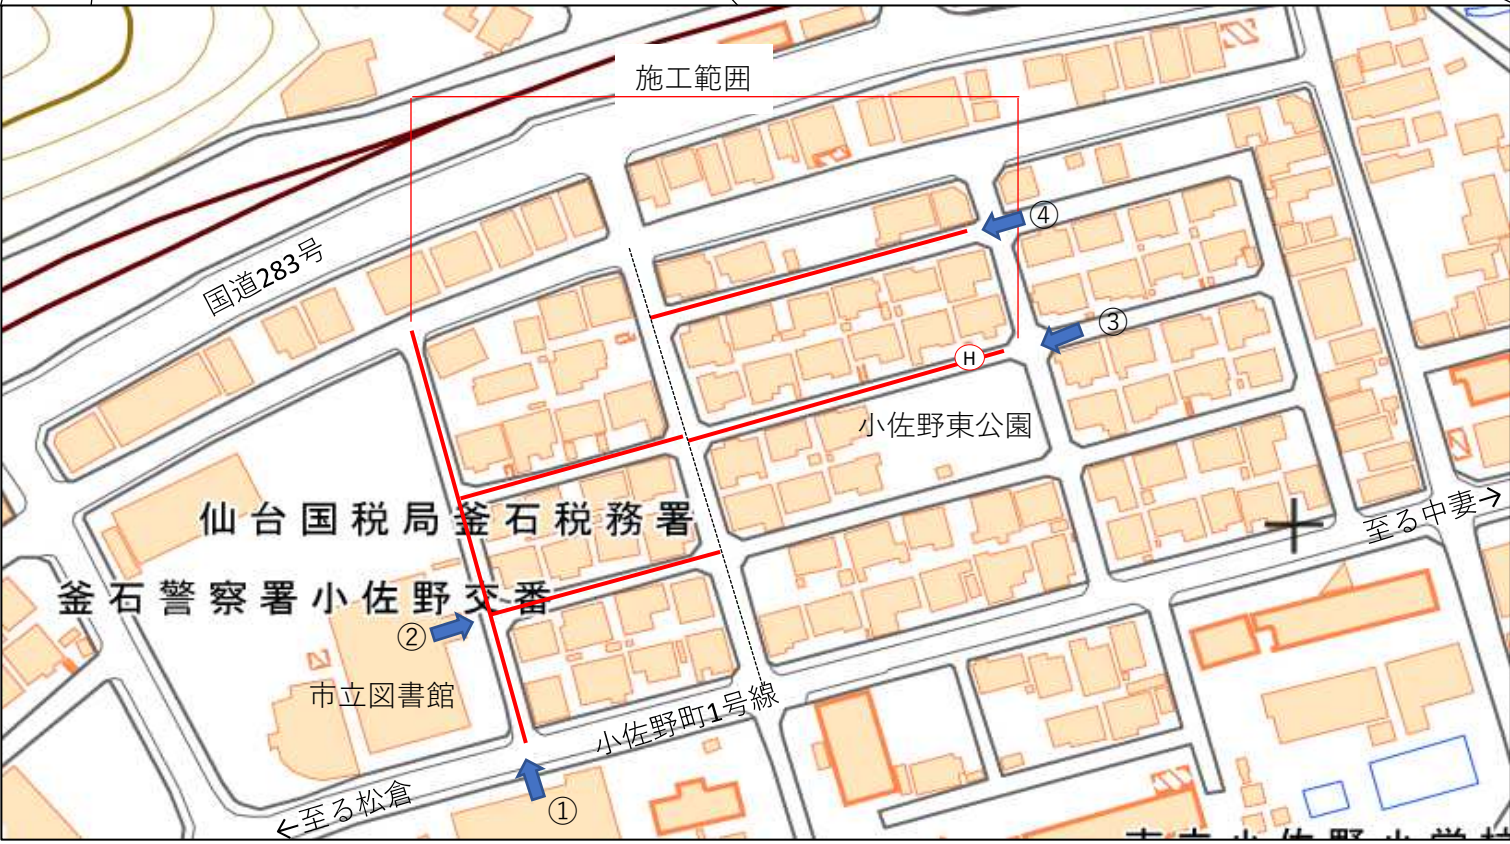 施工範囲
国道283号
④
③
H
小佐野東公園
仙台国税局釜石税務署
至る中妻→
釜石警察署小佐野交番
②
市立図書館
小佐野町1号線
←至る松倉
①